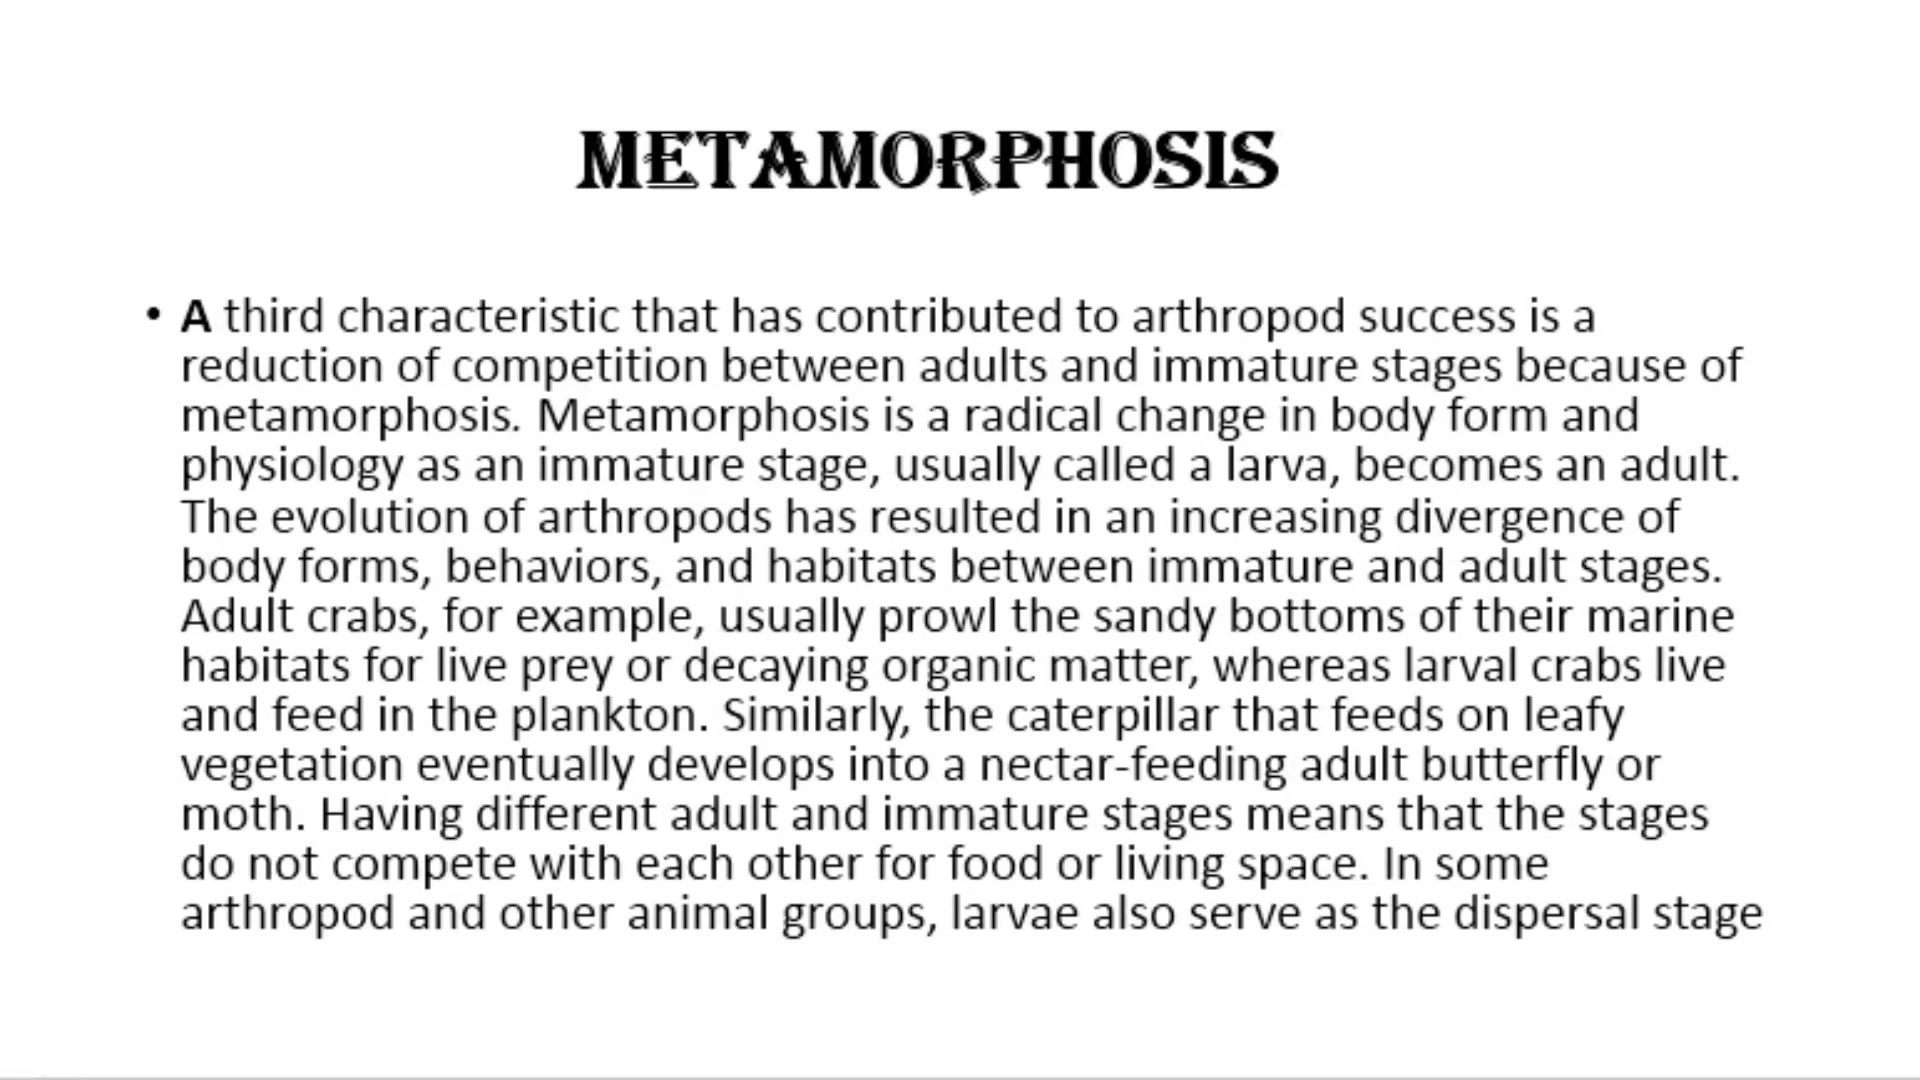 METAMORPHOSIS
• A third characteristic that has contributed to arthropod success is a
reduction of competition between adults and immature stages because of
metamorphosis. Metamorphosis is a radical change in body form and
physiology as an immature stage, usually called a larva, becomes an adult.
The evolution of arthropods has resulted in an increasing divergence of
body forms, behaviors, and habitats between immature and adult stages.
Adult crabs, for example, usually prowl the sandy bottoms of their marine
habitats for live prey or decaying organic matter, whereas larval crabs live
and feed in the plankton. Similarly, the caterpillar that feeds on leafy
vegetation eventually develops into a nectar-feeding adult butterfly or
moth. Having different adult and immature stages means that the stages
do not compete with each other for food or living space. In some
arthropod and other animal groups, larvae also serve as the dispersal stage